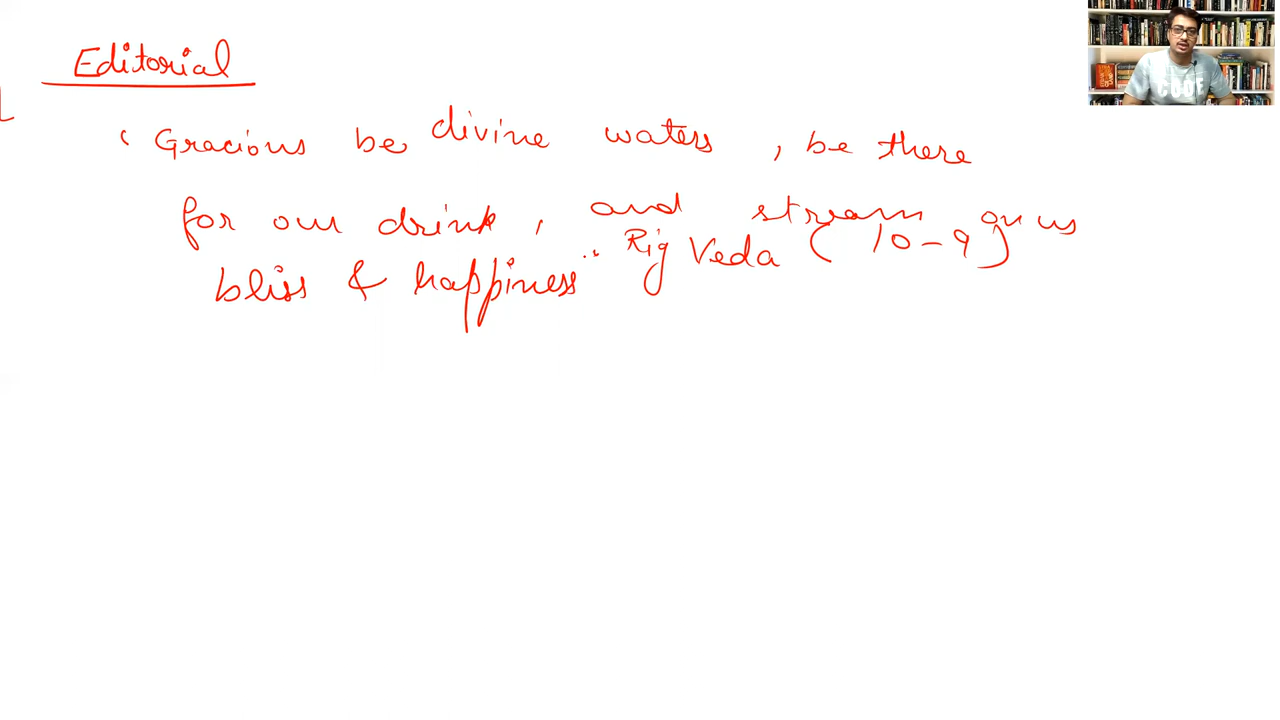 Editorial
‘ Gracious be divine waters , be there
for our drink , and stream on us
bliss & happiness" Rig Veda ( 10 - 9 )
CODE